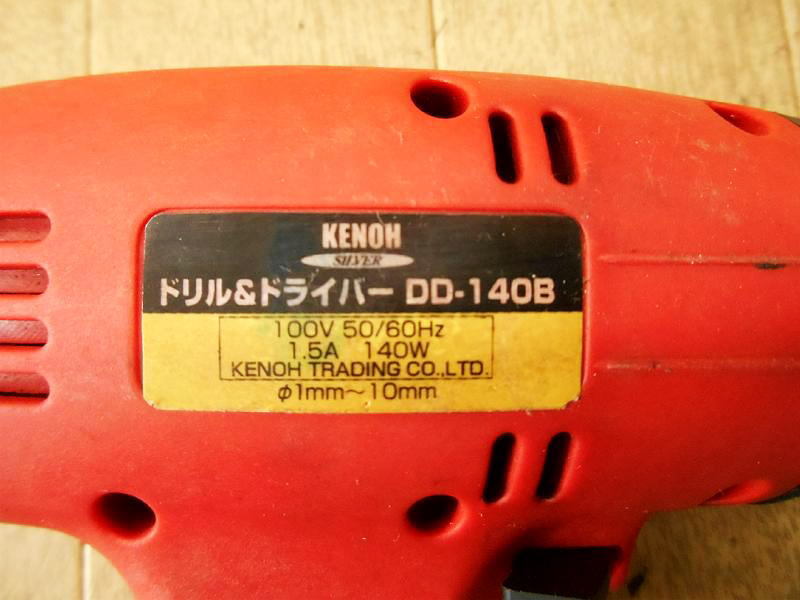 KENOH
SILVER
ドリル&ドライバー DD-140B
100V 50/60Hz
1.5A 140W
KENOH TRADING CO.,LTD.
φ1mm～10mm